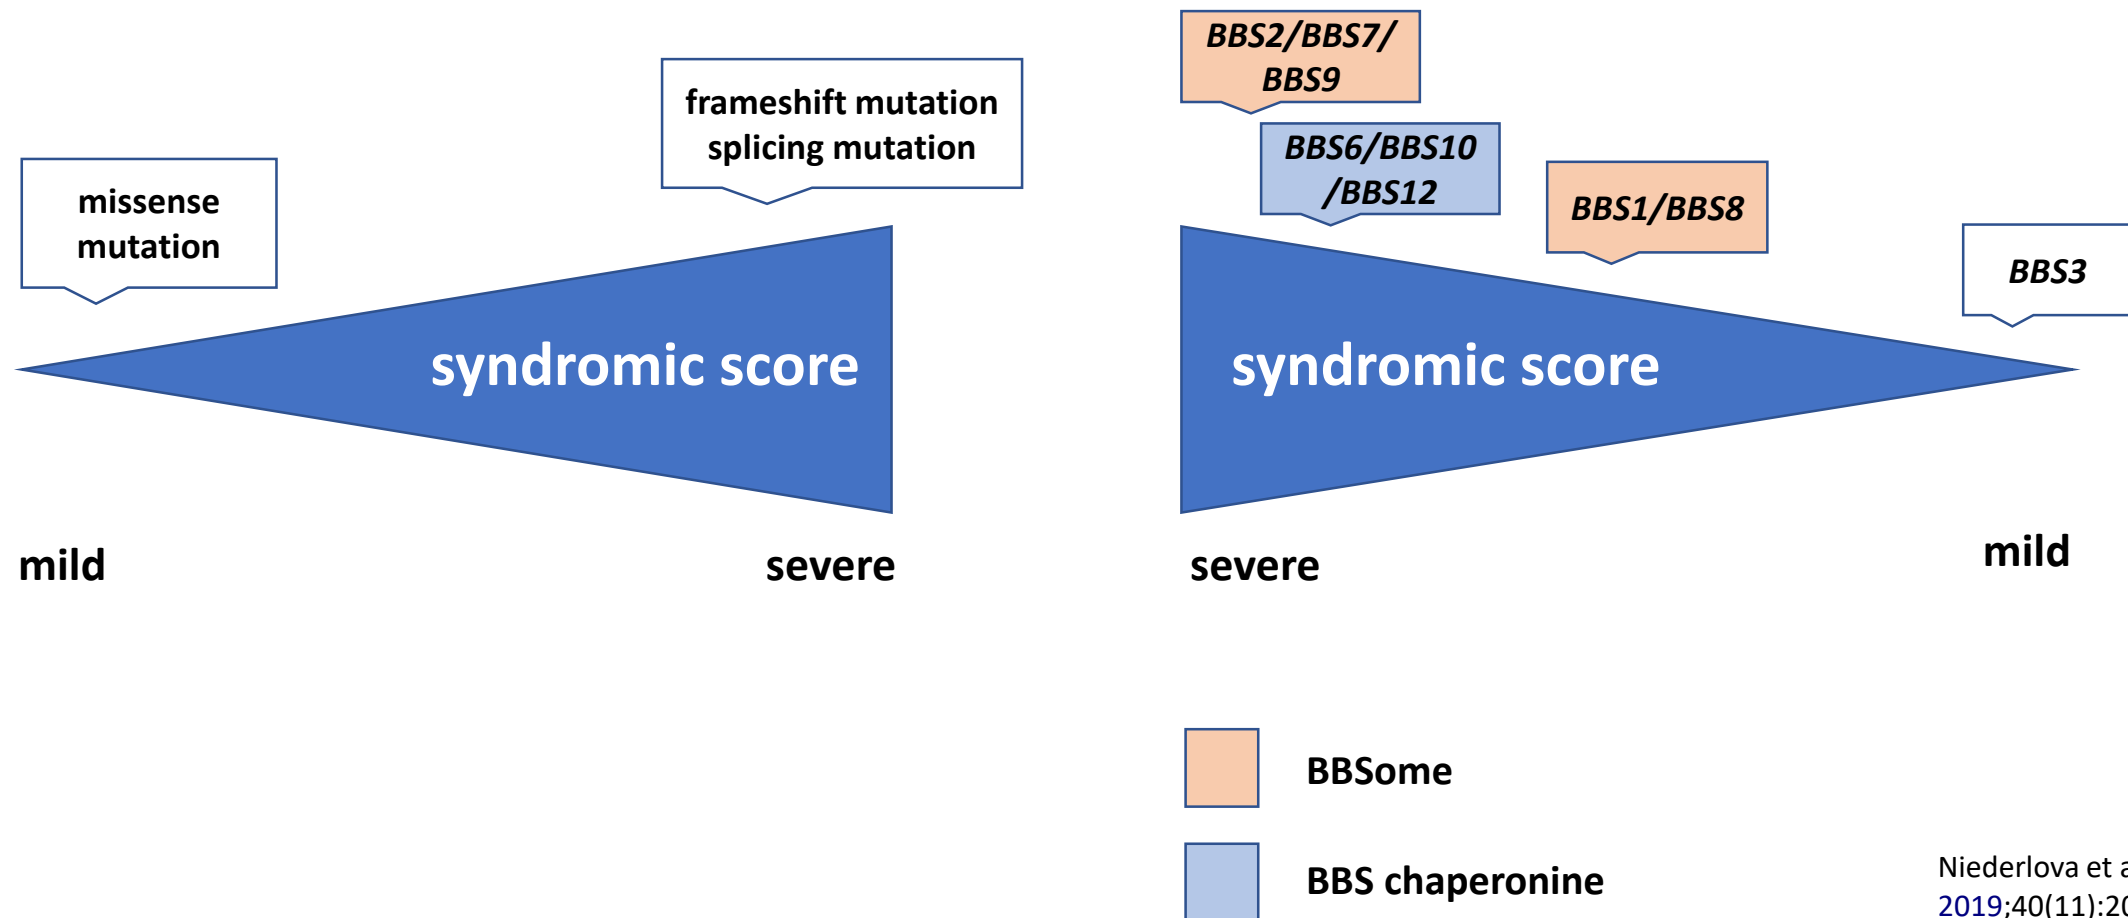 missense
mutation
frameshift mutation
splicing mutation
syndromic score
mild
severe
BBS2/BBS7/
BBS9
BBS6/BBS10
/BBS12
BBS1/BBS8
BBS3
syndromic score
severe
mild
BBSome
BBS chaperonine
Niederlova et a
2019;40(11):20